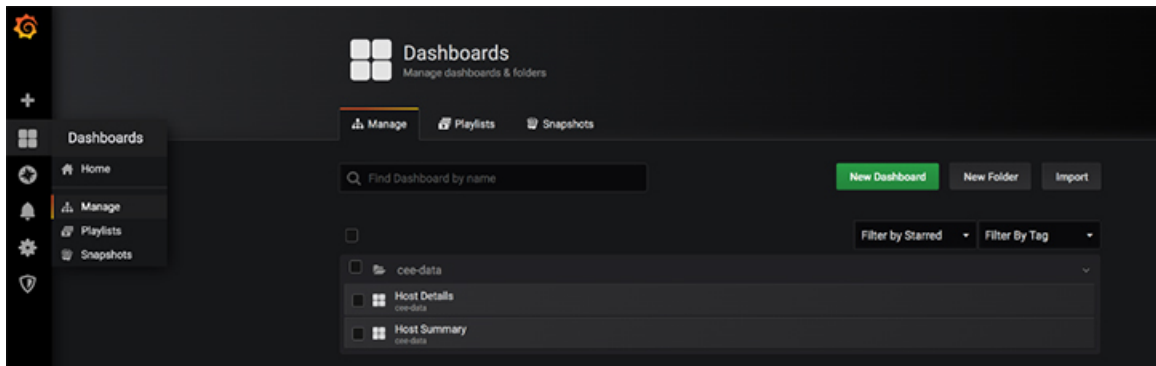 Dashboards
Manage dashboards & folders
Manage
Playlists
Snapshots
Dashboards
Home
Manage
Playlists
Snapshots
Find Dashboard by name
New Dashboard
New Folder
Import
Filter by Starred
Filter By Tag
cee-data
Host Details
cee-data
Host Summary
cee-data